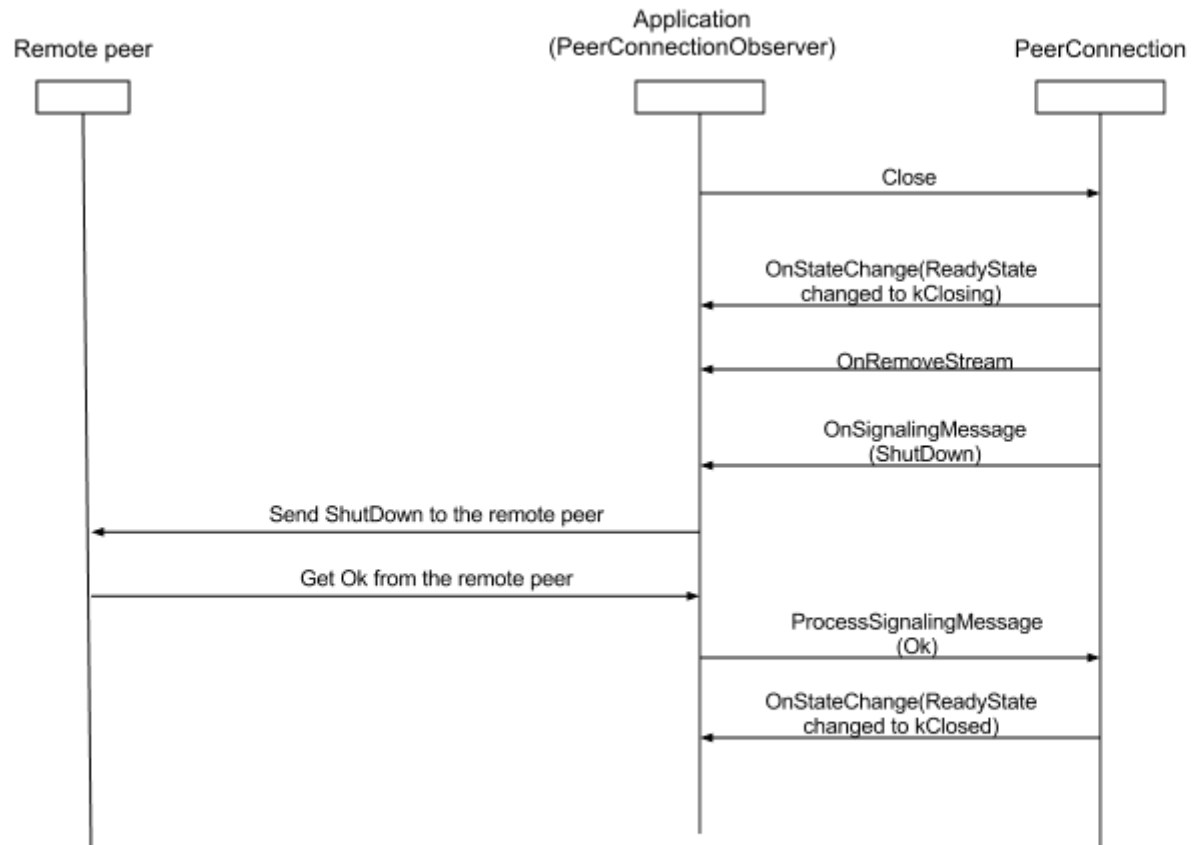 Application
(PeerConnectionObserver)
Remote peer
PeerConnection
Close
OnStateChange(ReadyState
changed to kClosing)
OnRemoveStream
OnSignalingMessage
(ShutDown)
Send ShutDown to the remote peer
Get Ok from the remote peer
ProcessSignalingMessage
(Ok)
OnStateChange(ReadyState
changed to kClosed)